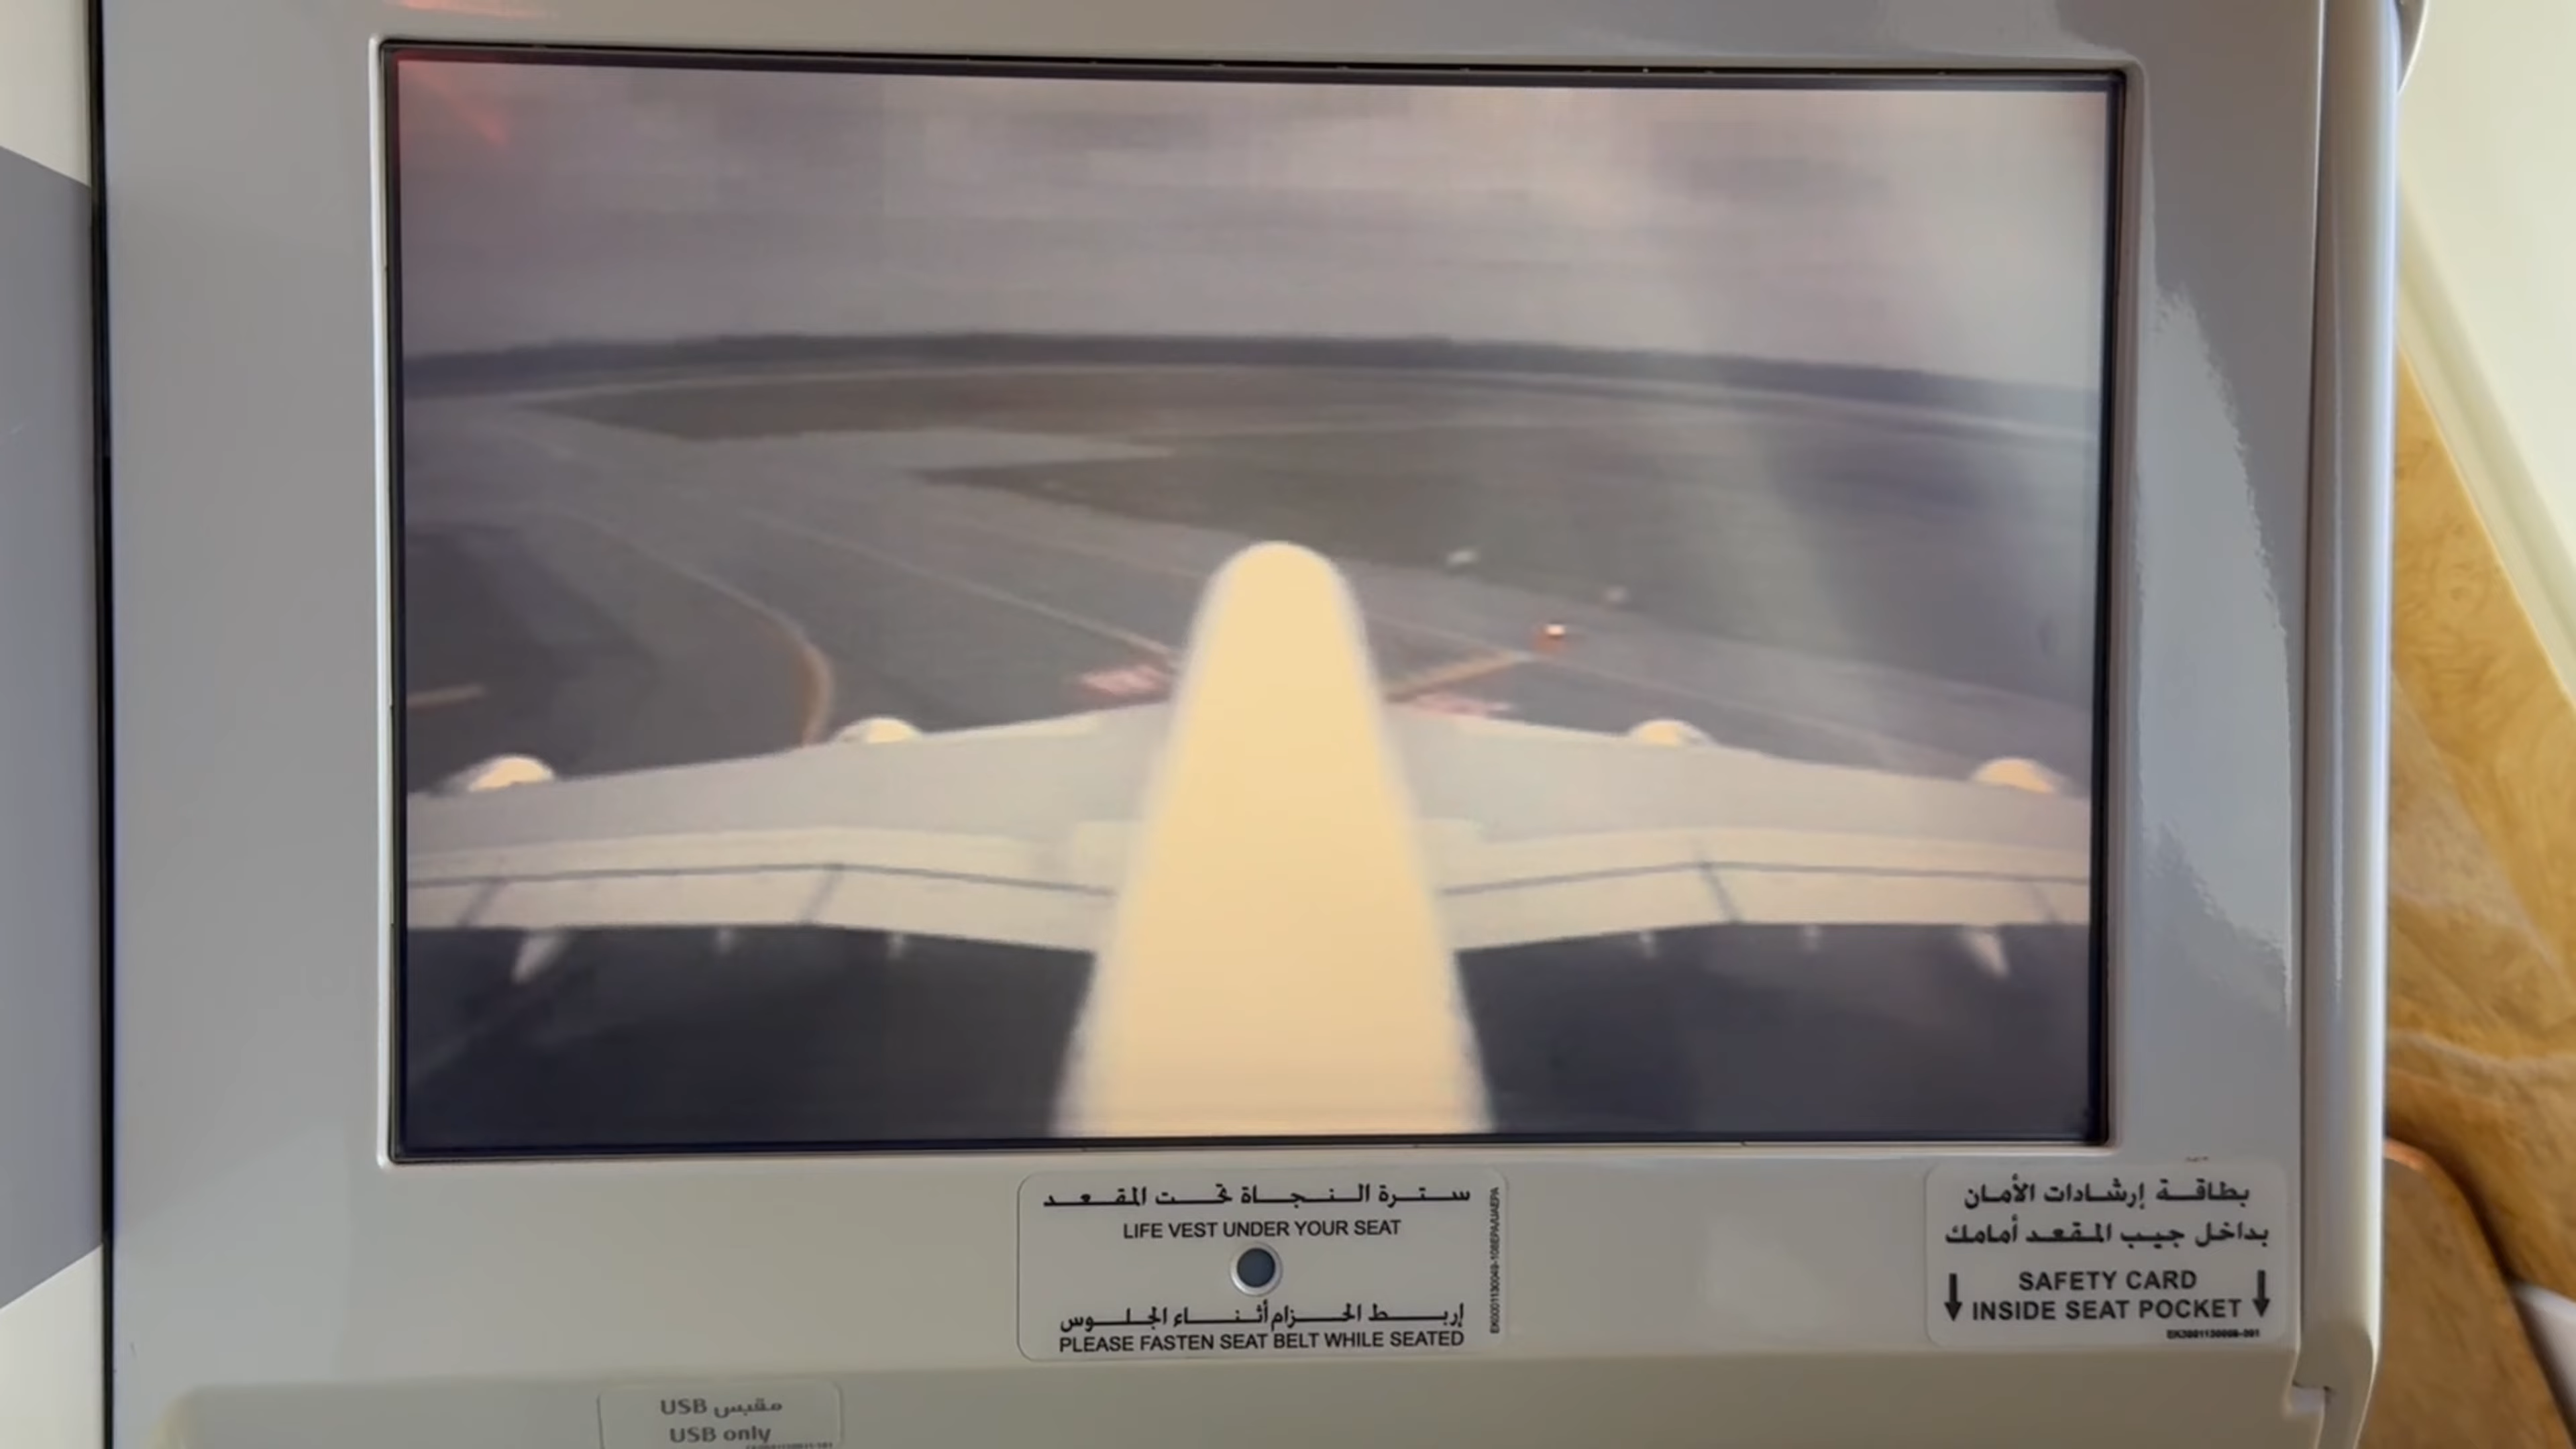 سترة النجاة تحت المقعد
LIFE VEST UNDER YOUR SEAT
إربط الحزام أثناء الجلوس
PLEASE FASTEN SEAT BELT WHILE SEATED
بطاقة إرشادات الأمان
بداخل جيب المقعد أمامك
SAFETY CARD
INSIDE SEAT POCKET
مقبس USB
USB only